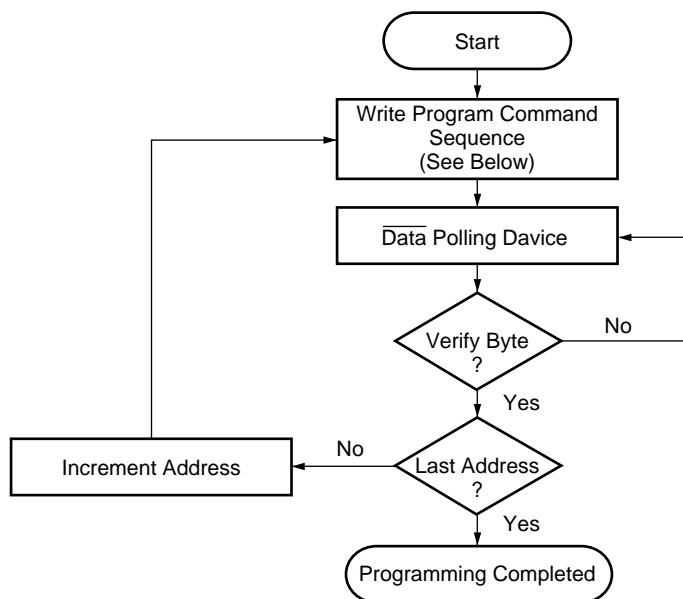 Start
Write Program Command
Sequence
(See Below)
Data Polling Davice
Verify Byte
?
No
Yes
Increment Address
No
Last Address
?
Yes
Programming Completed